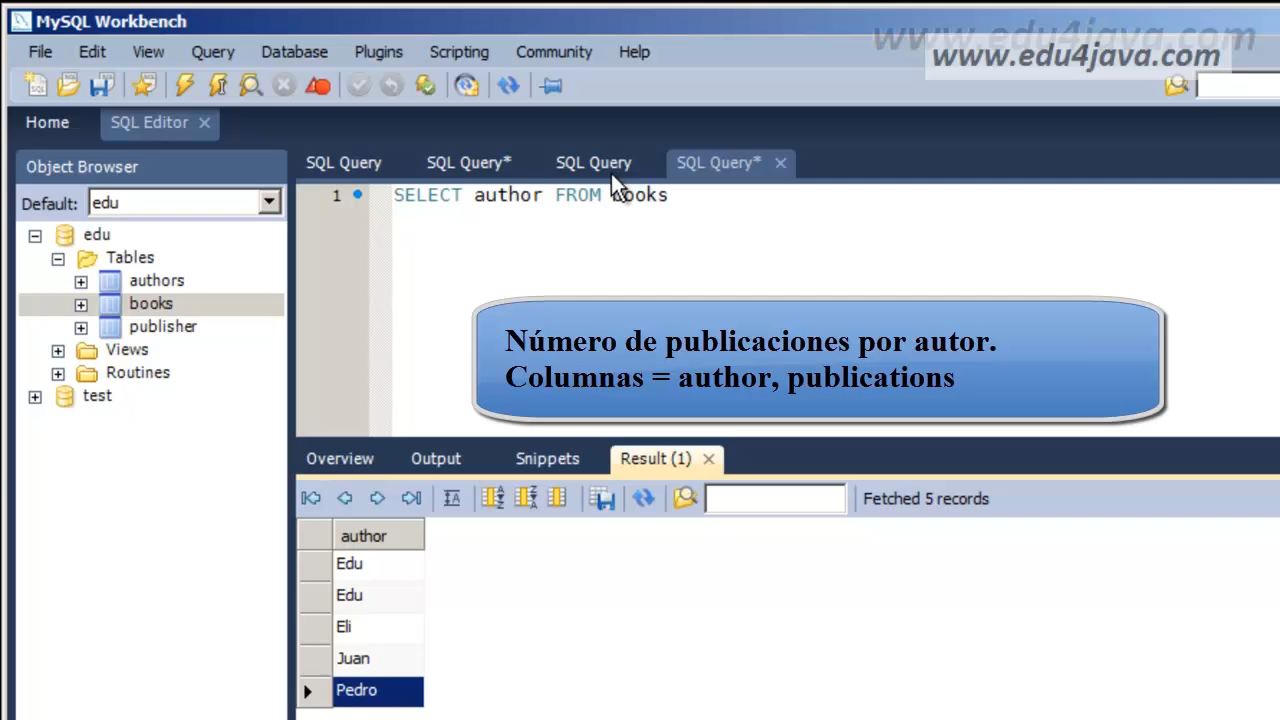 MySQL Workbench
www.edu4java.com
File Edit View Query Database Plugins Scripting Community Help
www.edu4java.com
Home SQL Editor
Object Browser
SQL Query SQL Query* SQL Query SQL Query*
Default: edu
1 SELECT author FROM books
edu
Tables
authors
books
publisher
Views
Routines
test
Número de publicaciones por autor.
Columnas = author, publications
Overview Output Snippets Result (1)
Fetched 5 records
author
Edu
Edu
Eli
Juan
Pedro